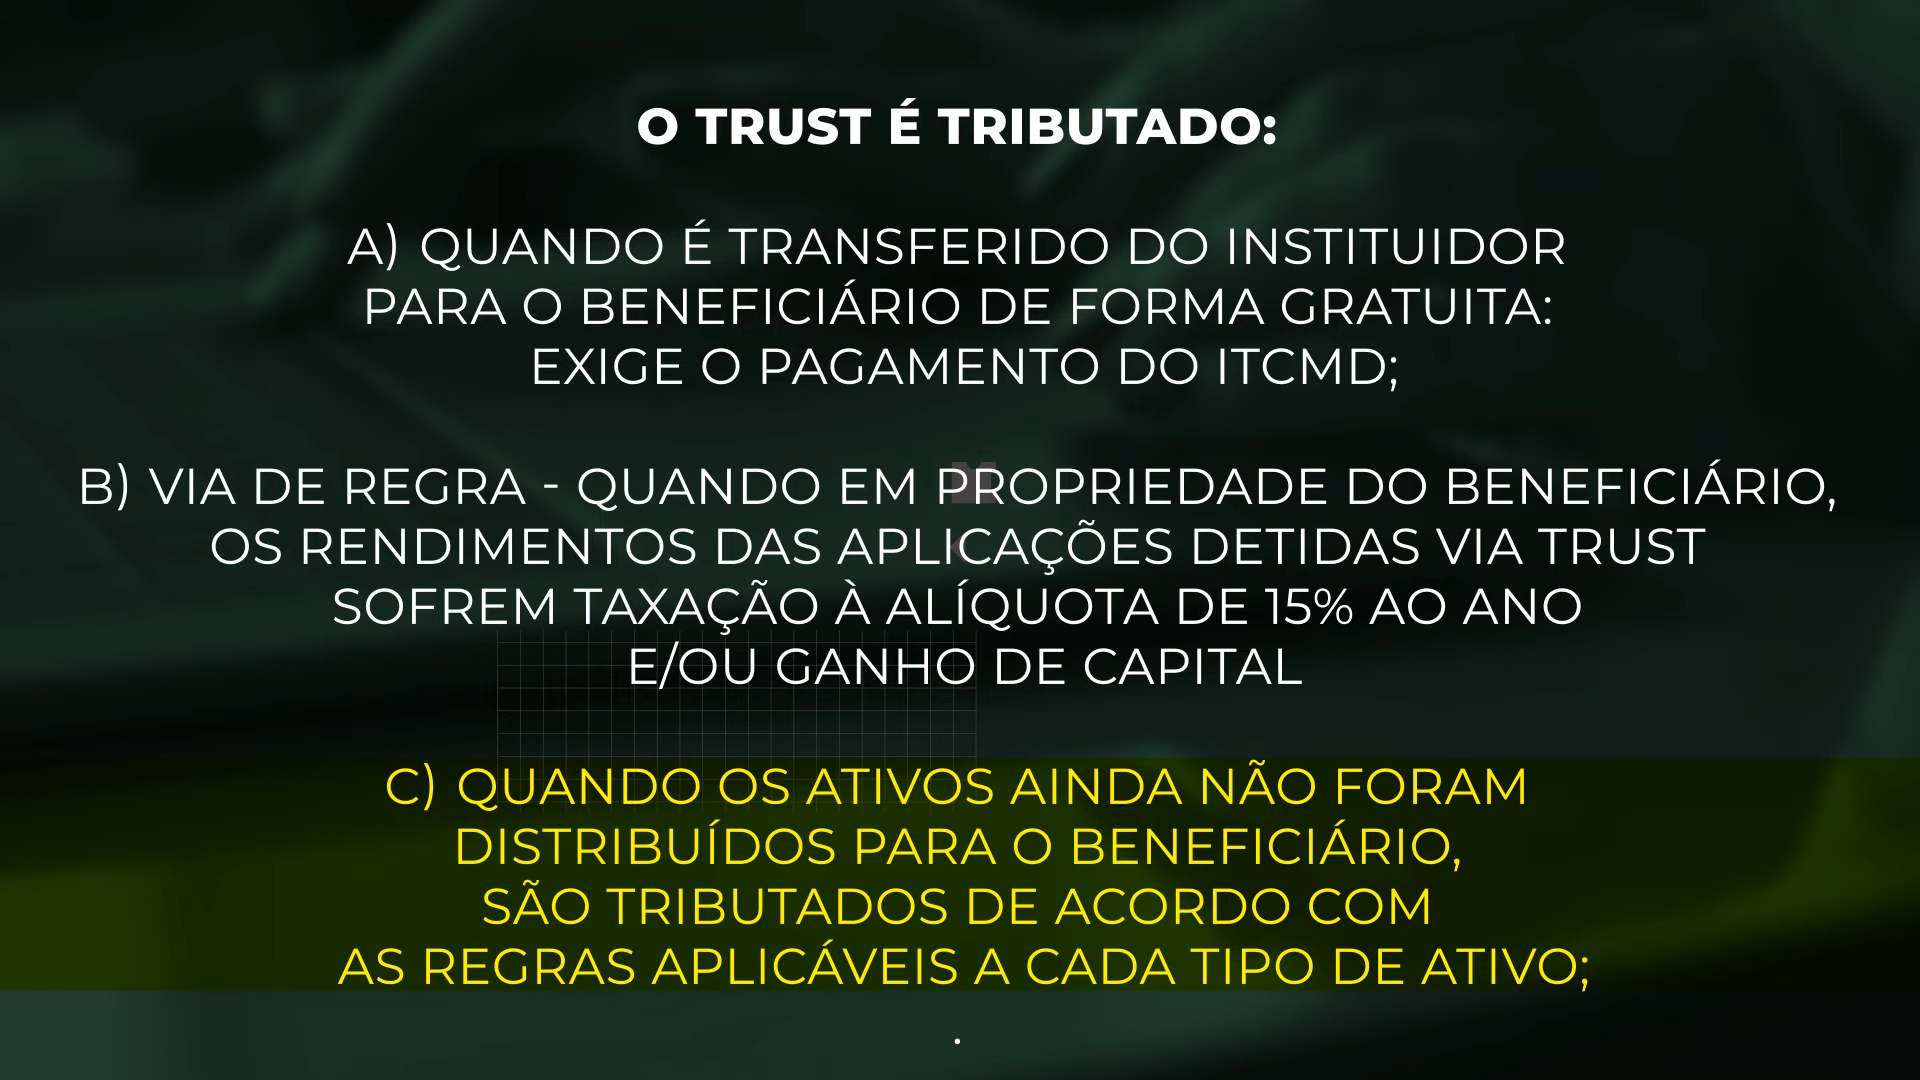 O TRUST É TRIBUTADO:
A) QUANDO É TRANSFERIDO DO INSTITUIDOR
PARA O BENEFICIÁRIO DE FORMA GRATUITA:
EXIGE O PAGAMENTO DO ITCMD;
B) VIA DE REGRA - QUANDO EM PROPRIEDADE DO BENEFICIÁRIO,
OS RENDIMENTOS DAS APLICAÇÕES DETIDAS VIA TRUST
SOFREM TAXAÇÃO À ALÍQUOTA DE 15% AO ANO
E/OU GANHO DE CAPITAL
C) QUANDO OS ATIVOS AINDA NÃO FORAM
DISTRIBUÍDOS PARA O BENEFICIÁRIO,
SÃO TRIBUTADOS DE ACORDO COM
AS REGRAS APLICÁVEIS A CADA TIPO DE ATIVO;
.